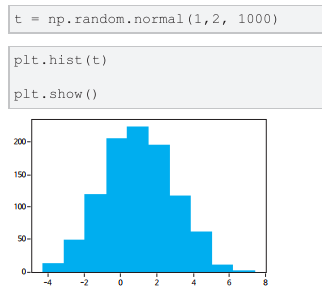 t = np.random.normal(1,2, 1000)
plt.hist(t)
plt.show()
200
150
100
50
0
-4 -2 0 2 4 6 8